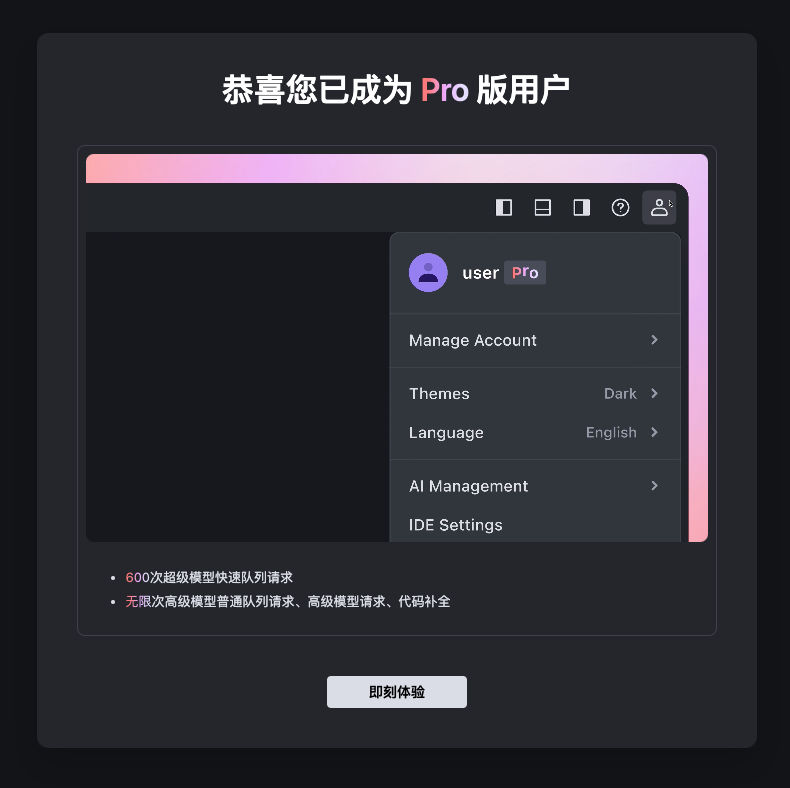 恭喜您已成为 Pro 版用户
user Pro
Manage Account
Themes Dark
Language English
AI Management
IDE Settings
600次超级模型快速队列请求
无限次高级模型普通队列请求、高级模型请求、代码补全
即刻体验